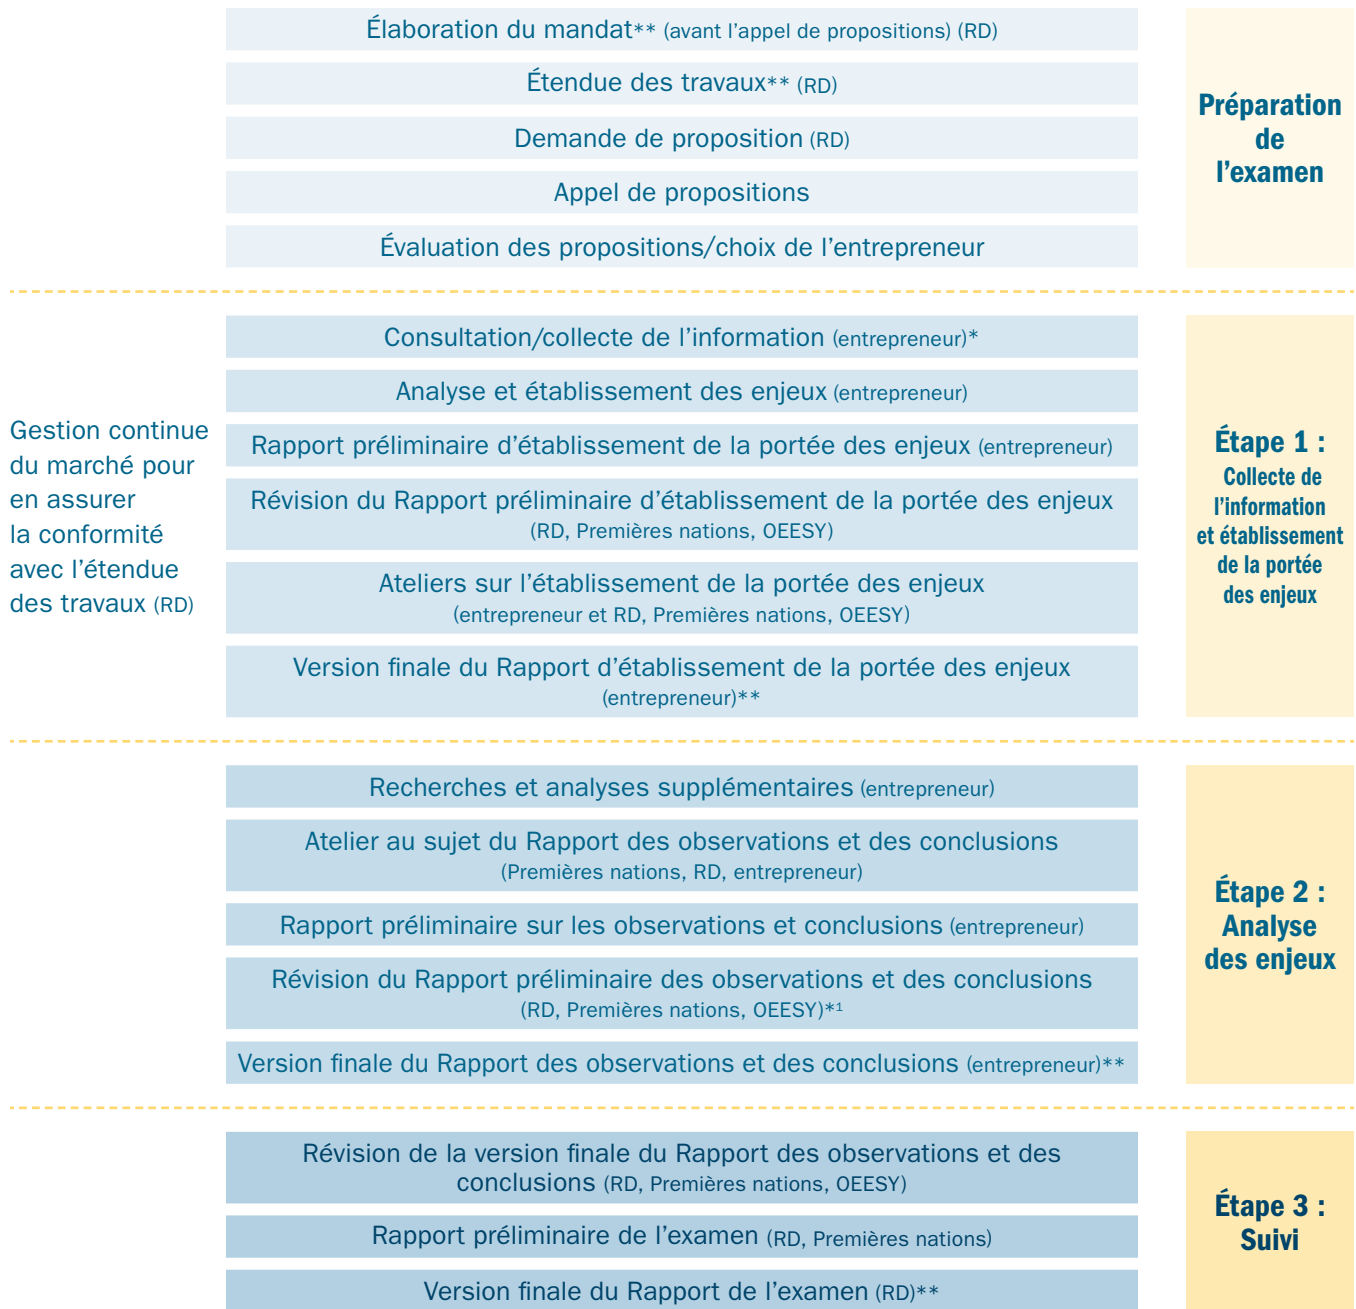 Élaboration du mandat** (avant l'appel de propositions) (RD)
Étendue des travaux** (RD)
Demande de proposition (RD)
Appel de propositions
Évaluation des propositions/choix de l'entrepreneur
Préparation
de
l'examen
Gestion continue
du marché pour
en assurer
la conformité
avec l'étendue
des travaux (RD)
Consultation/collecte de l'information (entrepreneur)*
Analyse et établissement des enjeux (entrepreneur)
Rapport préliminaire d'établissement de la portée des enjeux (entrepreneur)
Révision du Rapport préliminaire d'établissement de la portée des enjeux
(RD, Premières nations, OEESY)
Ateliers sur l'établissement de la portée des enjeux
(entrepreneur et RD, Premières nations, OEESY)
Version finale du Rapport d'établissement de la portée des enjeux
(entrepreneur)**
Étape 1 :
Collecte de
l'information
et établissement
de la portée
des enjeux
Recherches et analyses supplémentaires (entrepreneur)
Atelier au sujet du Rapport des observations et des conclusions
(Premières nations, RD, entrepreneur)
Rapport préliminaire sur les observations et conclusions (entrepreneur)
Révision du Rapport préliminaire des observations et des conclusions
(RD, Premières nations, OEESY)*¹
Version finale du Rapport des observations et des conclusions (entrepreneur)**
Étape 2 :
Analyse
des enjeux
Révision de la version finale du Rapport des observations et des
conclusions (RD, Premières nations, OEESY)
Rapport préliminaire de l'examen (RD, Premières nations)
Version finale du Rapport de l'examen (RD)**
Étape 3 :
Suivi